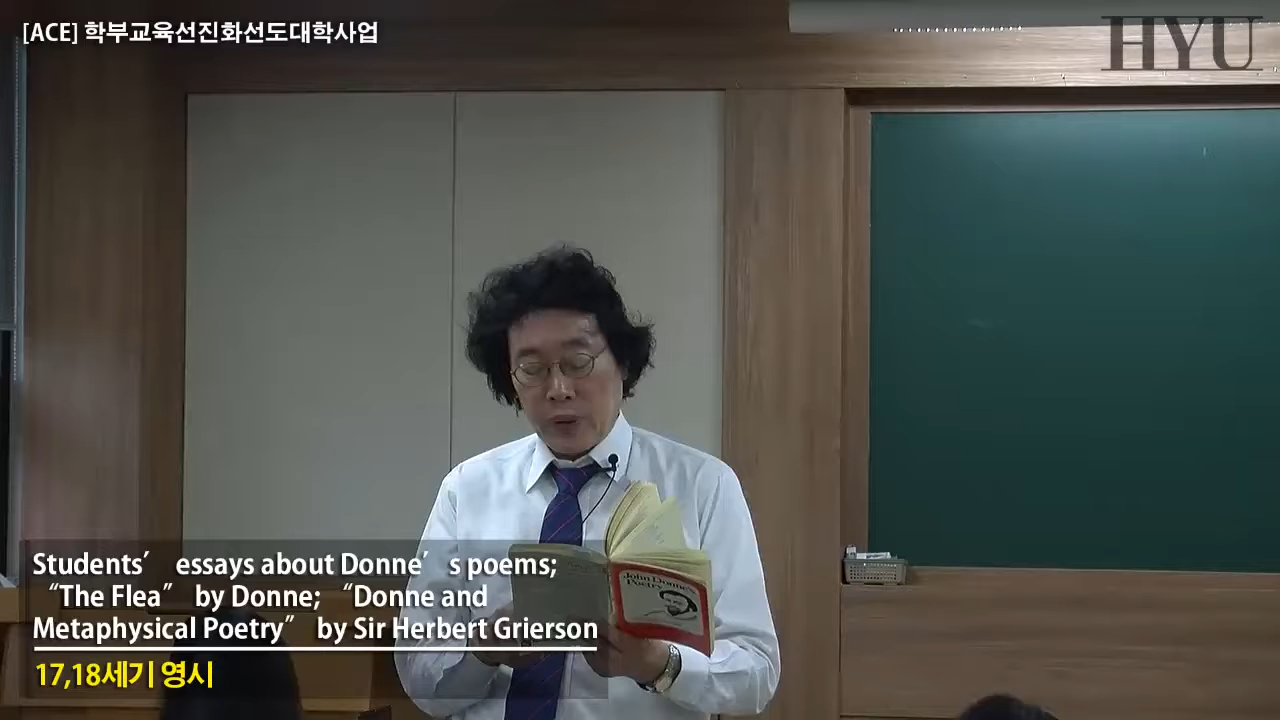 [ACE] 학부교육선진화선도대학사업
HYU
John Donne's
Poetry
Students′ essays about Donne′s poems;
“The Flea” by Donne; “Donne and
Metaphysical Poetry” by Sir Herbert Grierson
17,18세기 영시